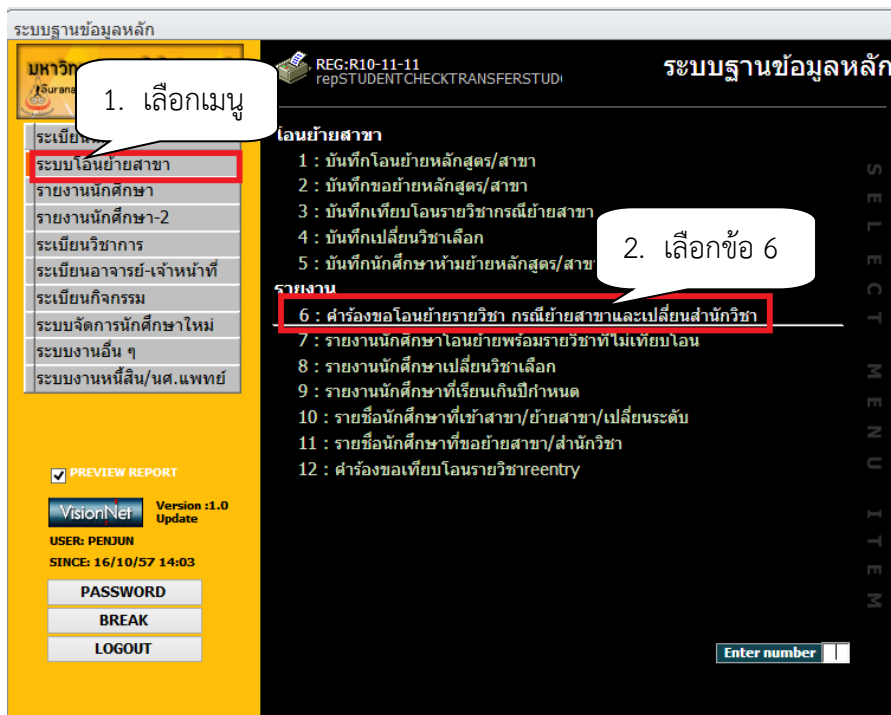 ระบบฐานข้อมูลหลัก
1. เลือกเมนู
REG:R10-11-11
repSTUDENTCHECKTRANSFERSTUD
ระบบฐานข้อมูลหลัก
ระบบโอนย้ายสาขา
รายงานนักศึกษา
รายงานนักศึกษา-2
ระเบียนวิชาการ
ระเบียนอาจารย์-เจ้าหน้าที่
ระเบียนกิจกรรม
ระบบจัดการนักศึกษาใหม่
ระบบงานอื่น ๆ
ระบบงานหนี้สิน/นศ.แพทย์
PREVIEW REPORT
VisionNet
Version :1.0
Update
USER: PENJUN
SINCE: 16/10/57 14:03
PASSWORD
BREAK
LOGOUT
โอนย้ายสาขา
1 : บันทึกโอนย้ายหลักสูตร/สาขา
2 : บันทึกขอย้ายหลักสูตร/สาขา
3 : บันทึกเทียบโอนรายวิชากรณีย้ายสาขา
4 : บันทึกเปลี่ยนวิชาเลือก
5 : บันทึกนักศึกษาห้ามย้ายหลักสูตร/สาขา
2. เลือกข้อ 6
รายงาน
6 : คำร้องขอโอนย้ายรายวิชา กรณีย้ายสาขาและเปลี่ยนสำนักวิชา
7 : รายงานนักศึกษาโอนย้ายพร้อมรายวิชาที่ไม่เทียบโอน
8 : รายงานนักศึกษาเปลี่ยนวิชาเลือก
9 : รายงานนักศึกษาที่เรียนเกินปีกำหนด
10 : รายชื่อนักศึกษาที่เข้าสาขา/ย้ายสาขา/เปลี่ยนระดับ
11 : รายชื่อนักศึกษาที่ขอย้ายสาขา/สำนักวิชา
12 : คำร้องขอเทียบโอนรายวิชาreentry
SELECT MENU ITEM
Enter number